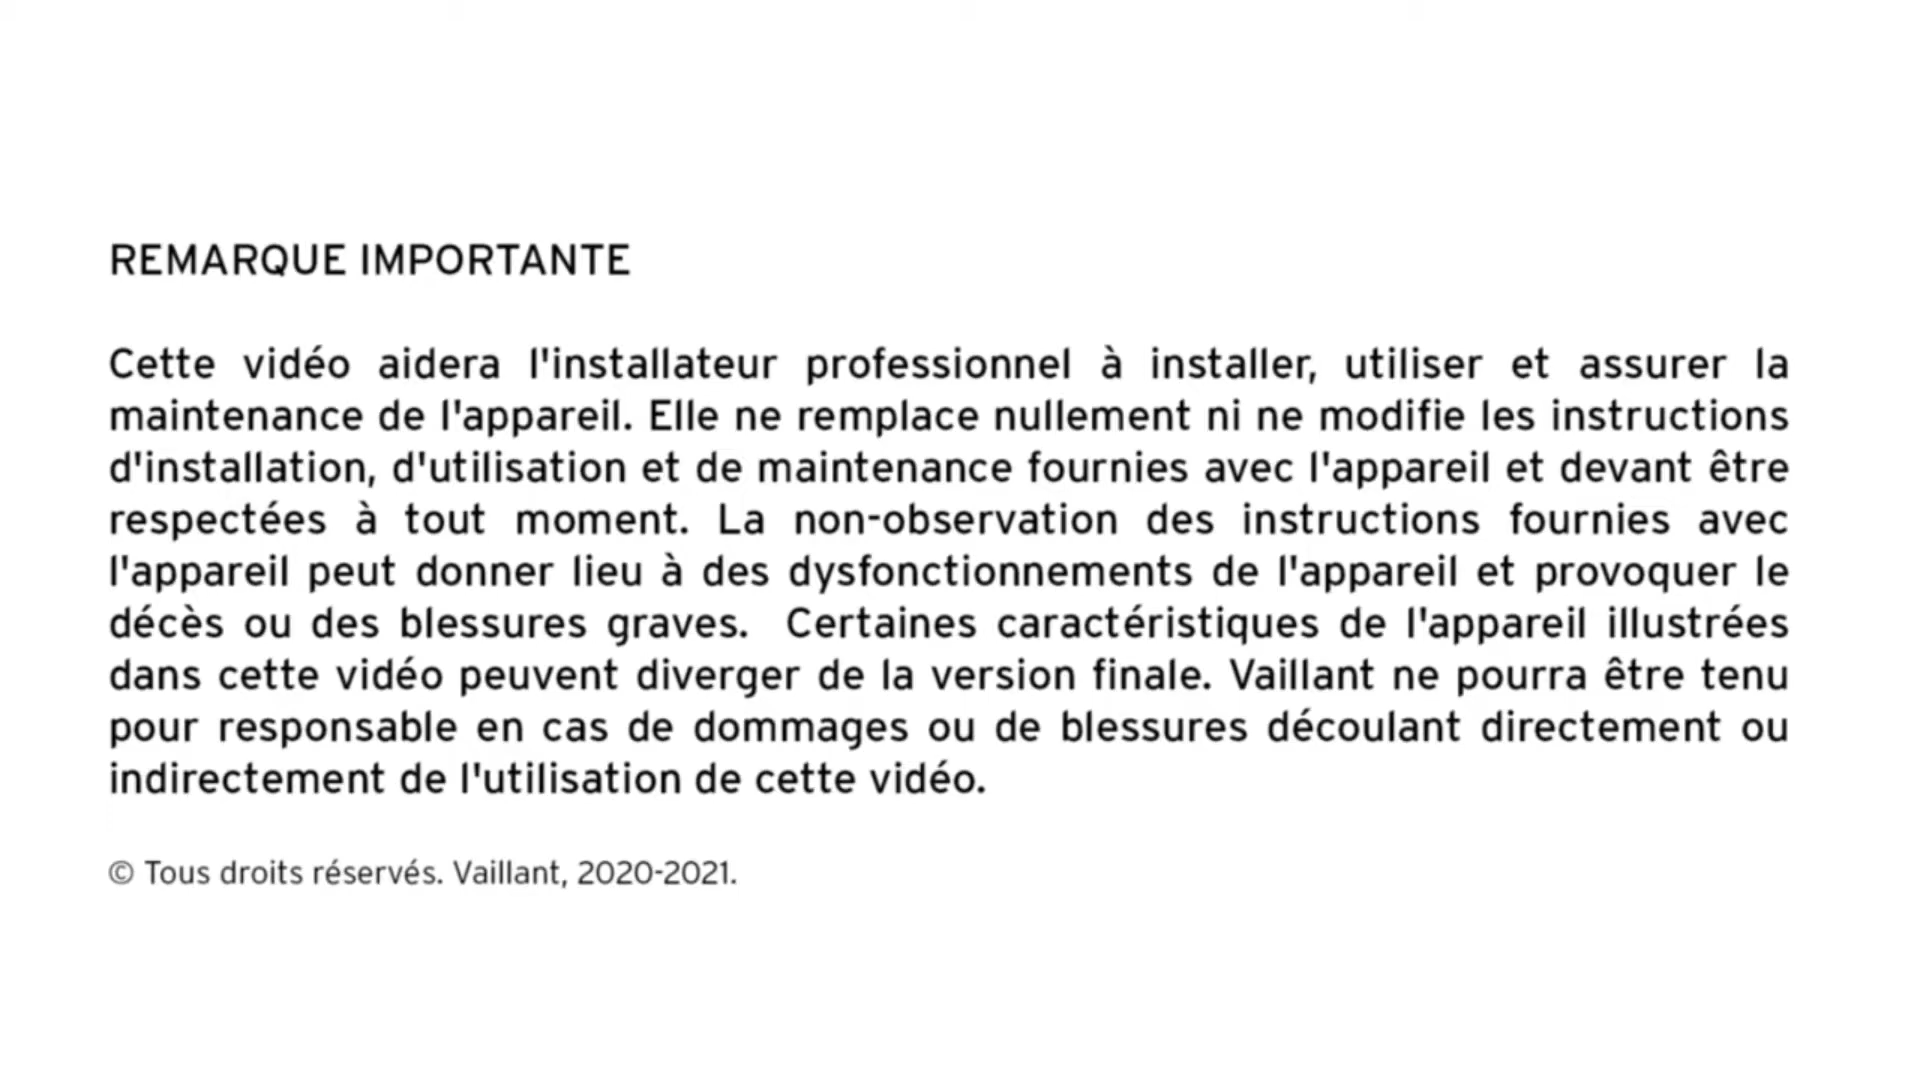 REMARQUE IMPORTANTE
Cette vidéo aidera l'installateur professionnel à installer, utiliser et assurer la
maintenance de l'appareil. Elle ne remplace nullement ni ne modifie les instructions
d'installation, d'utilisation et de maintenance fournies avec l'appareil et devant être
respectées à tout moment. La non-observation des instructions fournies avec
l'appareil peut donner lieu à des dysfonctionnements de l'appareil et provoquer le
décès ou des blessures graves.  Certaines caractéristiques de l'appareil illustrées
dans cette vidéo peuvent diverger de la version finale. Vaillant ne pourra être tenu
pour responsable en cas de dommages ou de blessures découlant directement ou
indirectement de l'utilisation de cette vidéo.
© Tous droits réservés. Vaillant, 2020-2021.